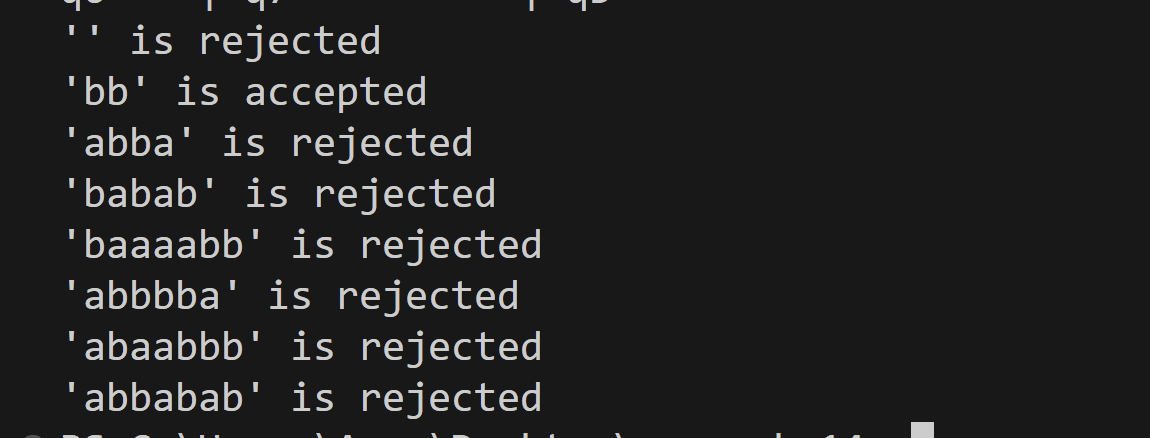 '' is rejected
'bb' is accepted
'abba' is rejected
'babab' is rejected
'baaaabb' is rejected
'abbbba' is rejected
'abaabbb' is rejected
'abbabab' is rejected